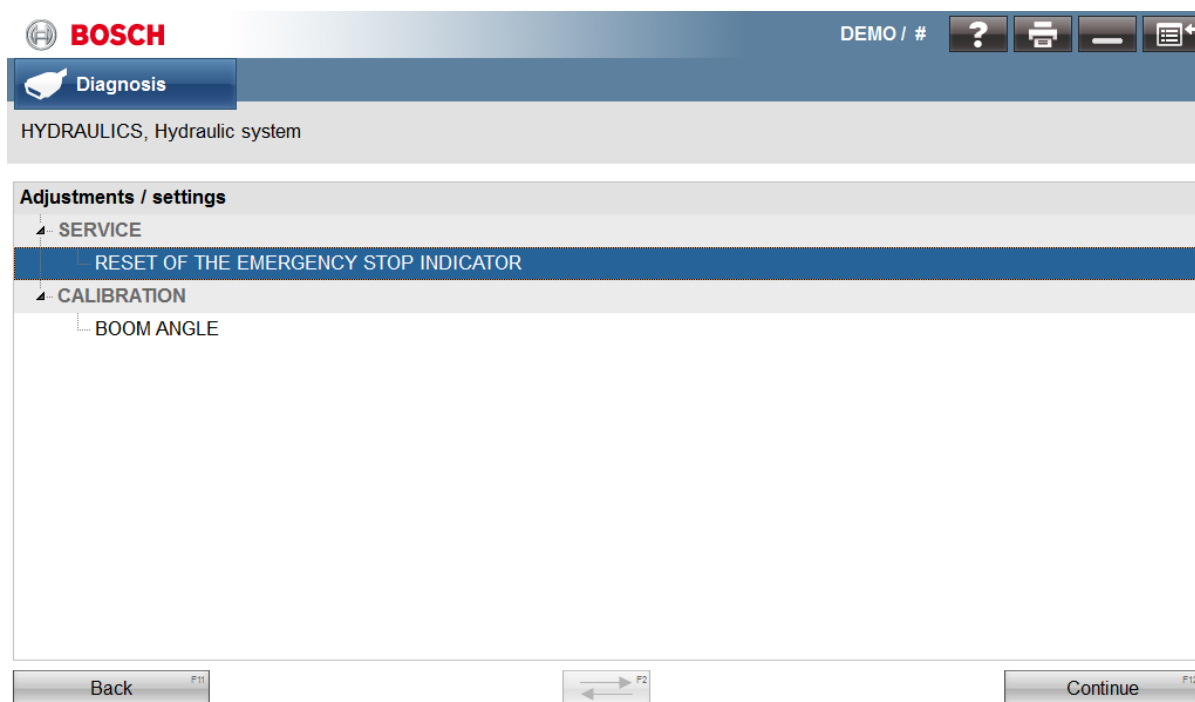 BOSCH
DEMO / #
?
Diagnosis
HYDRAULICS, Hydraulic system
Adjustments / settings
SERVICE
RESET OF THE EMERGENCY STOP INDICATOR
CALIBRATION
BOOM ANGLE
Back F11
F2
Continue F12